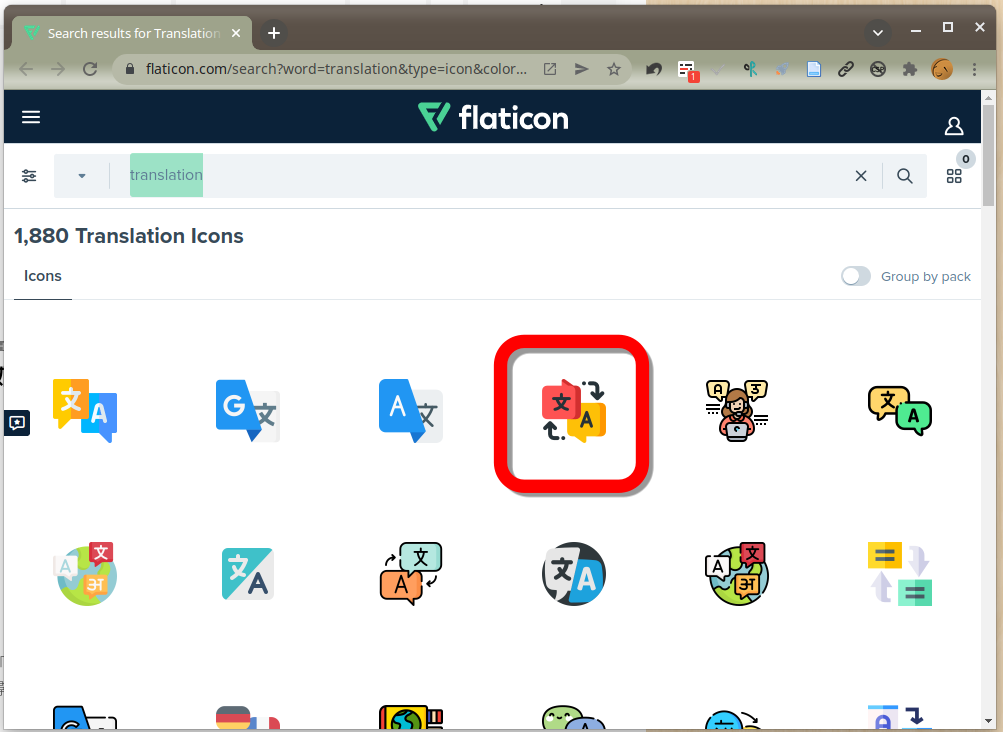 Search results for Translation
flaticon.com/search?word=translation&type=icon&color...
1
flaticon
translation
0
1,880 Translation Icons
Icons
Group by pack
文 A
G 文
A 文
文 A
A अ
文 A
A 文 अ
文 A
文 A
文 A
A 文 अ